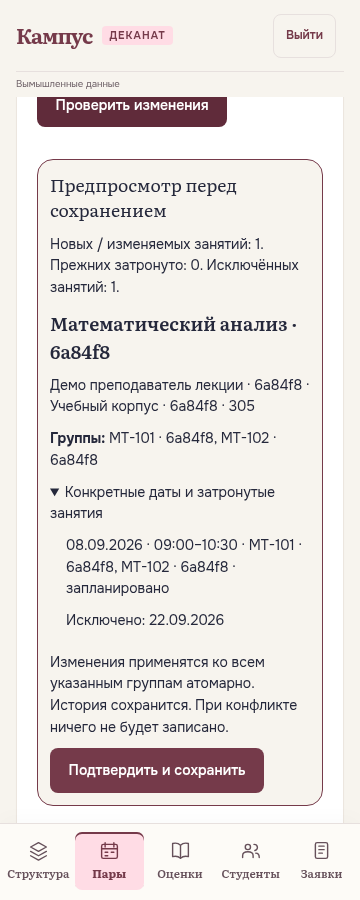 Кампус ДЕКАНАТ Выйти
Вымышленные данные
Проверить изменения
Предпросмотр перед
сохранением
Новых / изменяемых занятий: 1.
Прежних затронуто: 0. Исключённых
занятий: 1.
Математический анализ ·
6a84f8
Демо преподаватель лекции · 6a84f8 ·
Учебный корпус · 6a84f8 · 305
Группы: МТ-101 · 6a84f8, МТ-102 ·
6a84f8
▼ Конкретные даты и затронутые
занятия
08.09.2026 · 09:00–10:30 · МТ-101 ·
6a84f8, МТ-102 · 6a84f8 ·
запланировано
Исключено: 22.09.2026
Изменения применятся ко всем
указанным группам атомарно.
История сохранится. При конфликте
ничего не будет записано.
Подтвердить и сохранить
Структура Пары Оценки Студенты Заявки